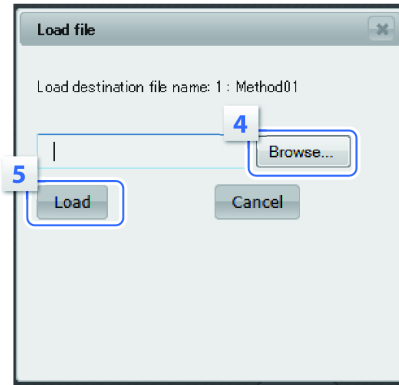 Load file
Load destination file name: 1 : Method01
4
Browse...
5
Load
Cancel